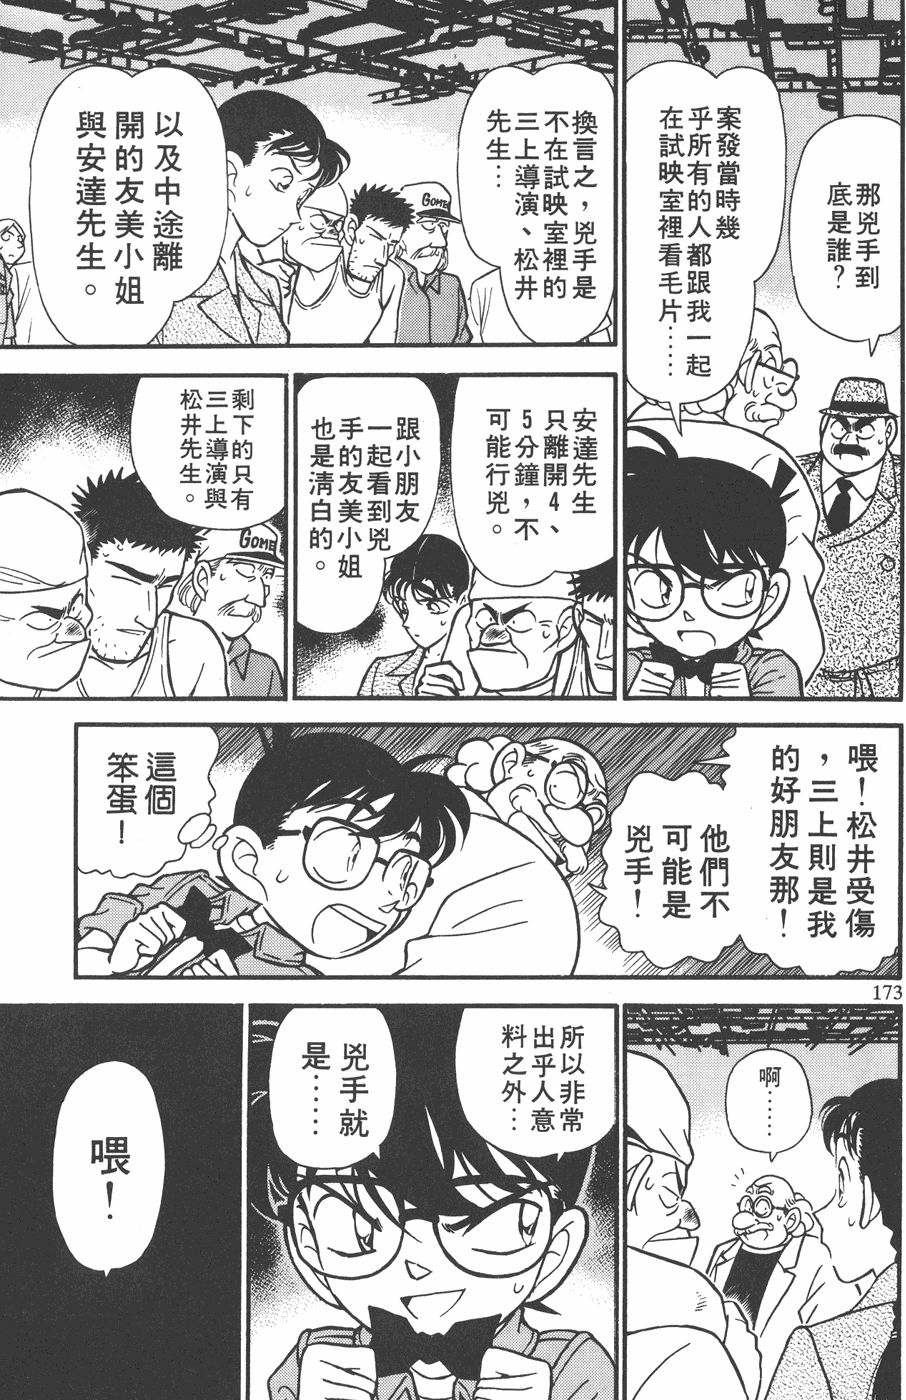 那兇手到
底是誰?
案發當時幾
乎所有的人都跟我一起
在試映室裡看毛片……
換言之，兇手是
不在試映室裡的
三上導演、松井
先生…
GOME
以及中途離
開的友美小姐
與安達先生。
安達先生
只離開4、
5分鐘，不
可能行兇。
跟小朋友
一起看到兇
手的友美小姐
也是清白的。
剩下的只有
三上導演與
松井先生。
GOME
喂！松井受傷
，三上則是我
的好朋友那！
他們不
可能是
兇手！
這個
笨蛋！
173
啊……
所以非常
出乎人意
料之外…
兇手就
是……
喂！